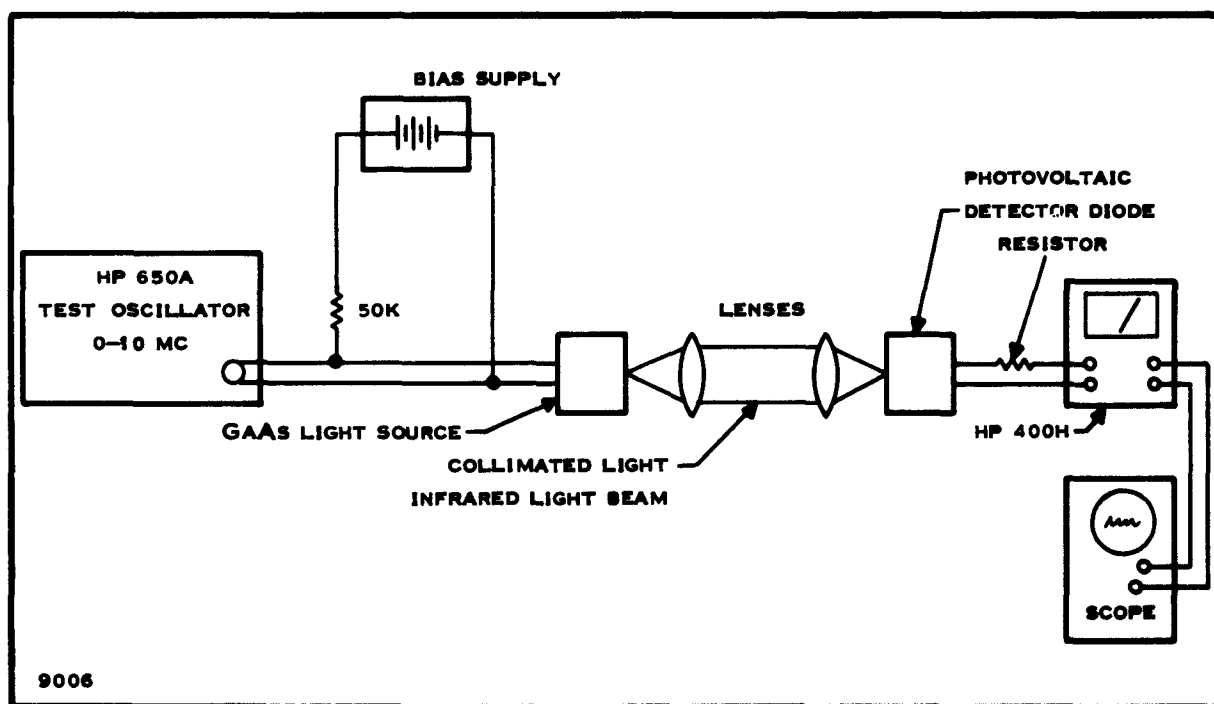 BIAS SUPPLY
PHOTOVOLTAIC
DETECTOR DIODE
RESISTOR
HP 650A
TEST OSCILLATOR
0-10 MC
50K
LENSES
GAAS LIGHT SOURCE
HP 400H
COLLIMATED LIGHT
INFRARED LIGHT BEAM
SCOPE
9006